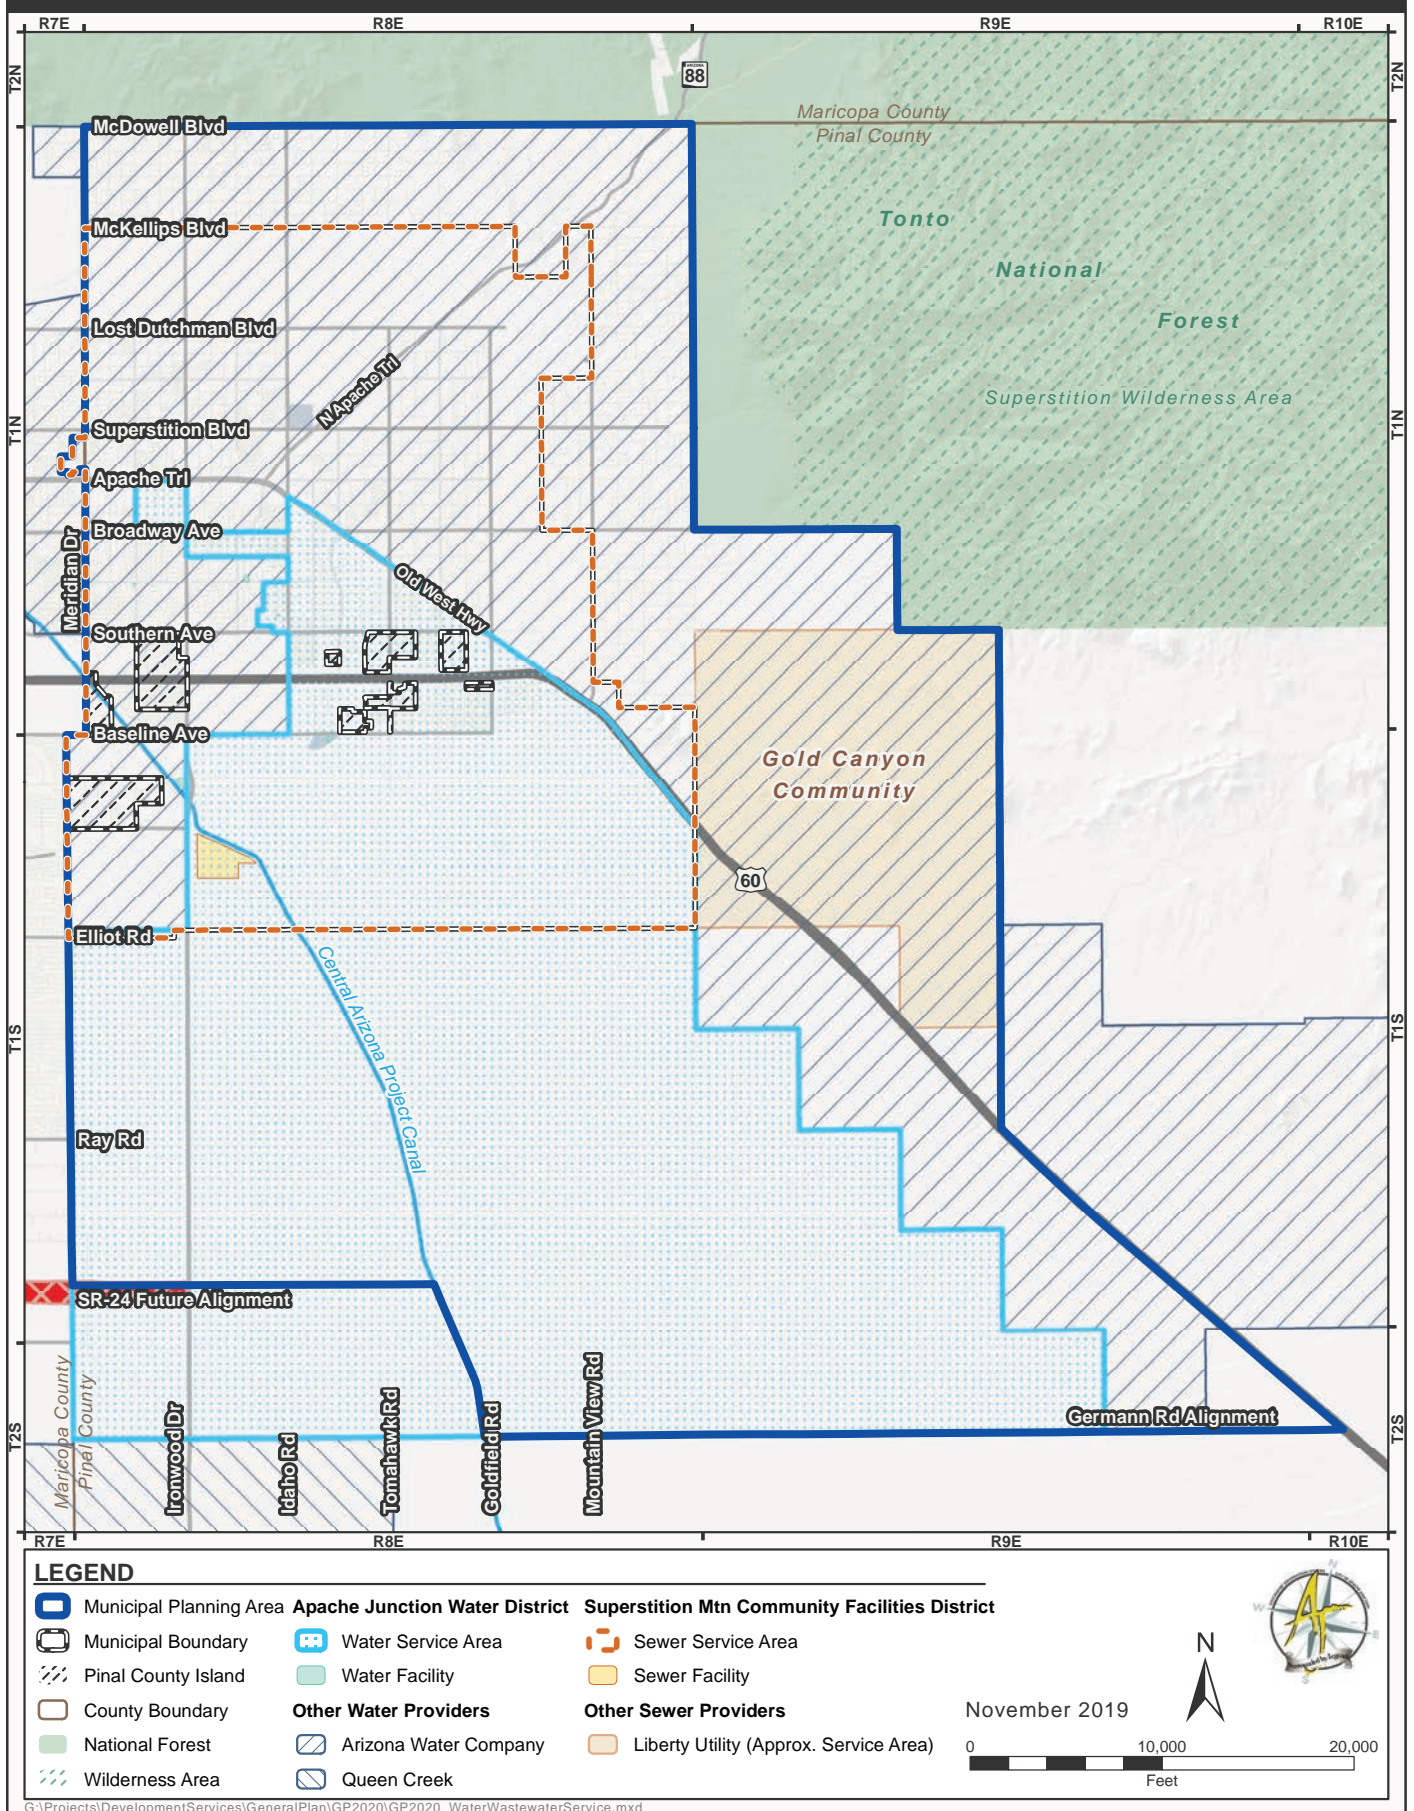 R7E
R8E
R9E
R10E
T2N
T2N
88
Maricopa County
Pinal County
McDowell Blvd
Tonto
McKellips Blvd
National
Forest
Lost Dutchman Blvd
N Apache Trl
Superstition Wilderness Area
T1N
T1N
Superstition Blvd
Apache Trl
Broadway Ave
Meridian Dr
Old West Hwy
Southern Ave
Baseline Ave
Gold Canyon
Community
60
Elliot Rd
Central Arizona Project Canal
T1S
T1S
Ray Rd
SR-24 Future Alignment
Maricopa County
Pinal County
Ironwood Dr
Idaho Rd
Tomahawk Rd
Goldfield Rd
Mountain View Rd
Germann Rd Alignment
T2S
T2S
R7E
R8E
R9E
R10E
LEGEND
Municipal Planning Area
Municipal Boundary
Pinal County Island
County Boundary
National Forest
Wilderness Area
Apache Junction Water District
Water Service Area
Water Facility
Other Water Providers
Arizona Water Company
Queen Creek
Superstition Mtn Community Facilities District
Sewer Service Area
Sewer Facility
Other Sewer Providers
Liberty Utility (Approx. Service Area)
November 2019
N
0 10,000 20,000
Feet
N
W
E
S
G:\Projects\DevelopmentServices\GeneralPlan\GP2020\GP2020_WaterWastewaterService.mxd